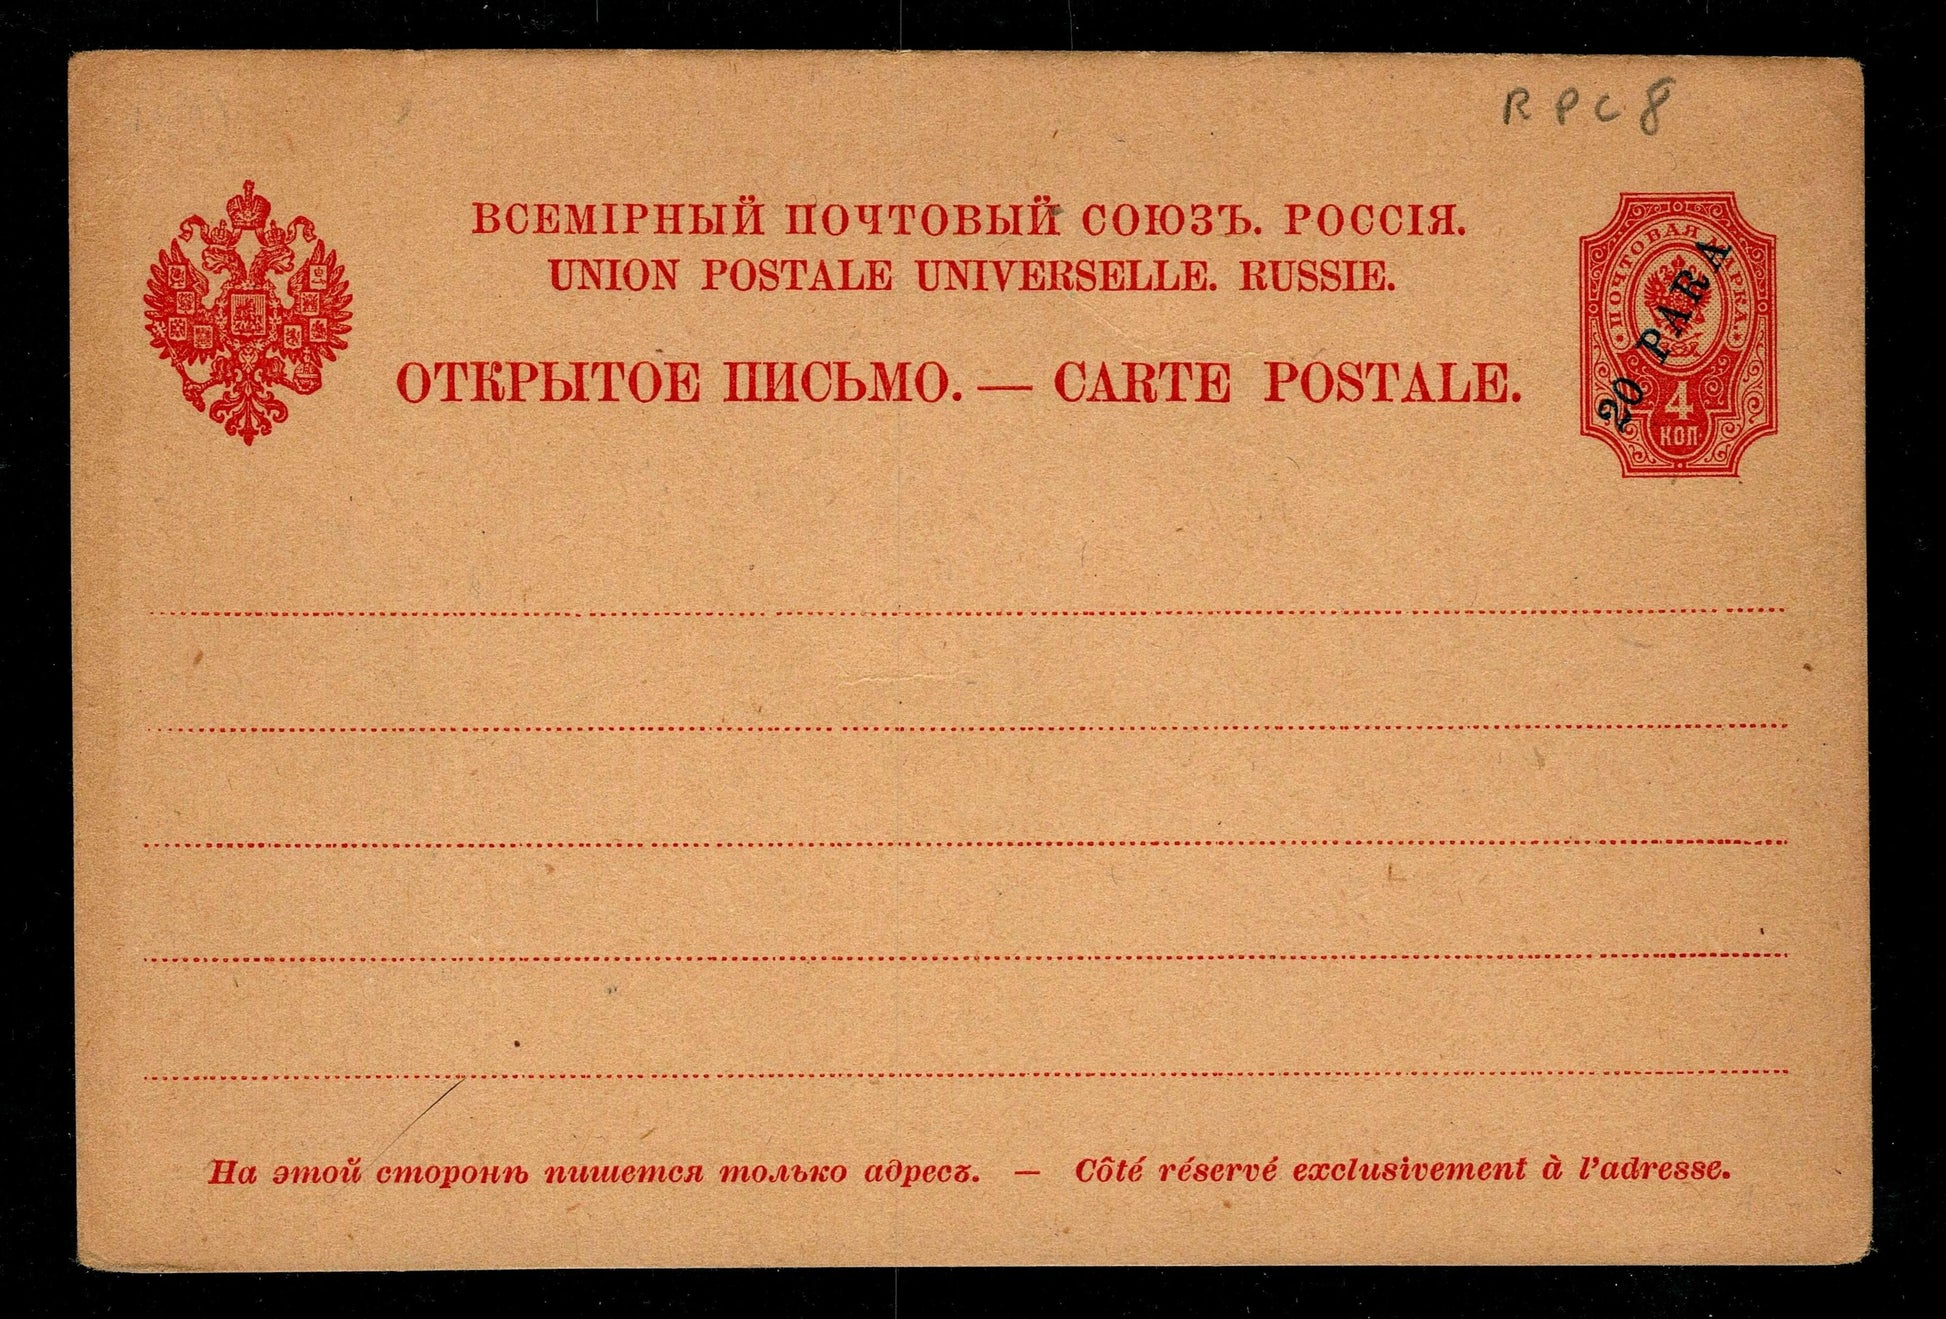 R P C 8
ВСЕМІРНЫЙ ПОЧТОВЫЙ СОЮЗЪ. РОССІЯ.
UNION POSTALE UNIVERSELLE. RUSSIE.
ОТКРЫТОЕ ПИСЬМО. — CARTE POSTALE.
ПОЧТОВАЯ МАРКА.
20 PARA
4
КОП.
На этой сторонѣ пишется только адресъ. — Côté réservé exclusivement à l'adresse.